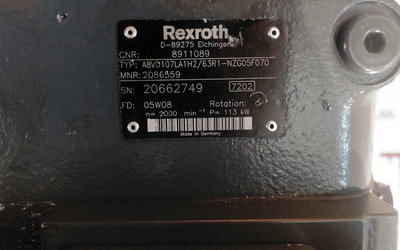 Rexroth
D-89275 Elchingen
CNR: 8911089
TYP: A8VO107LA1H2/63R1-NZG05F070
MNR: 2086559
SN: 20662749 7202
FD: 05W08 Rotation:
n= 2000 min⁻¹ P= 113 kW
Made in Germany